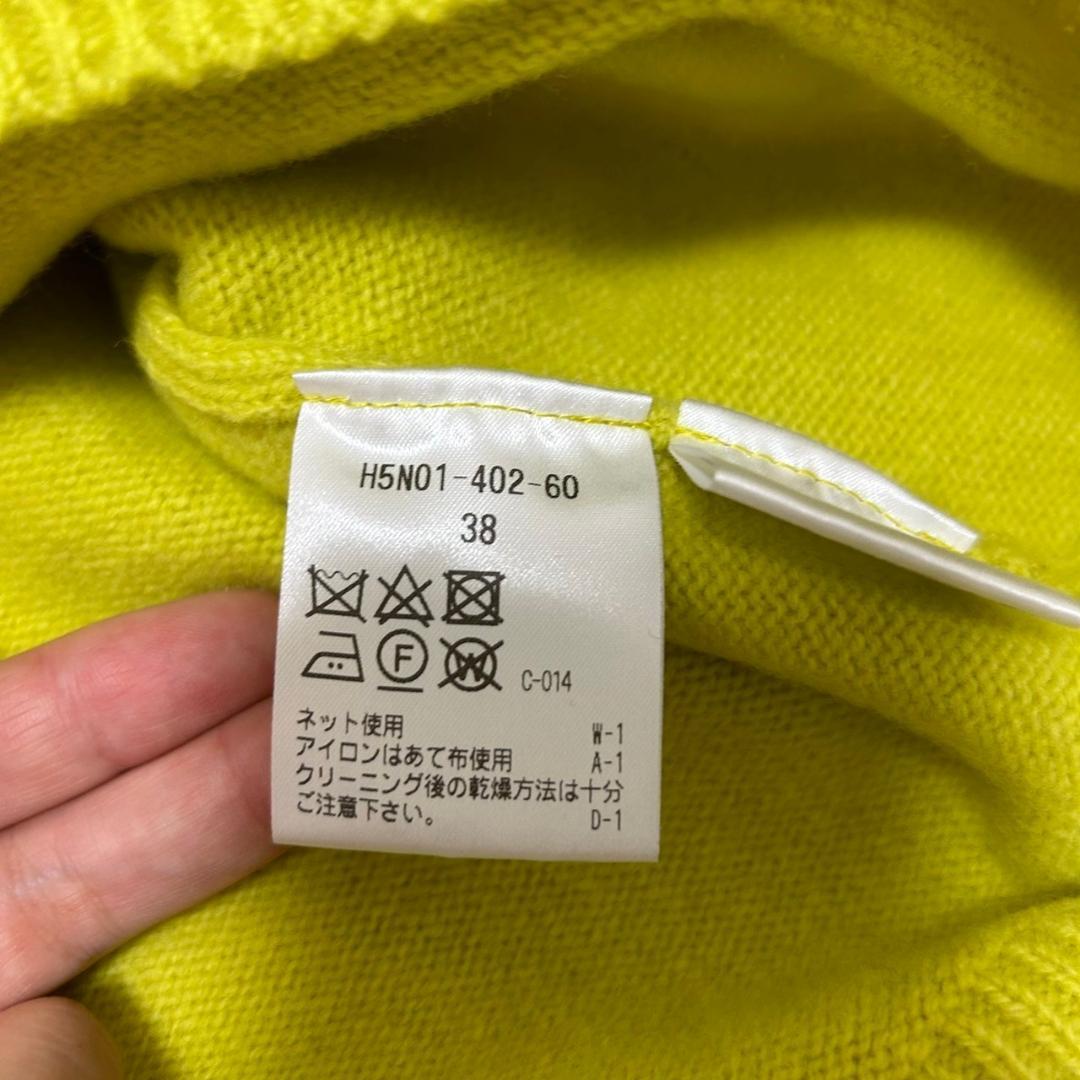 H5N01-402-60
38
F W C-014
ネット使用 W-1
アイロンはあて布使用 A-1
クリーニング後の乾燥方法は十分
ご注意下さい。 D-1